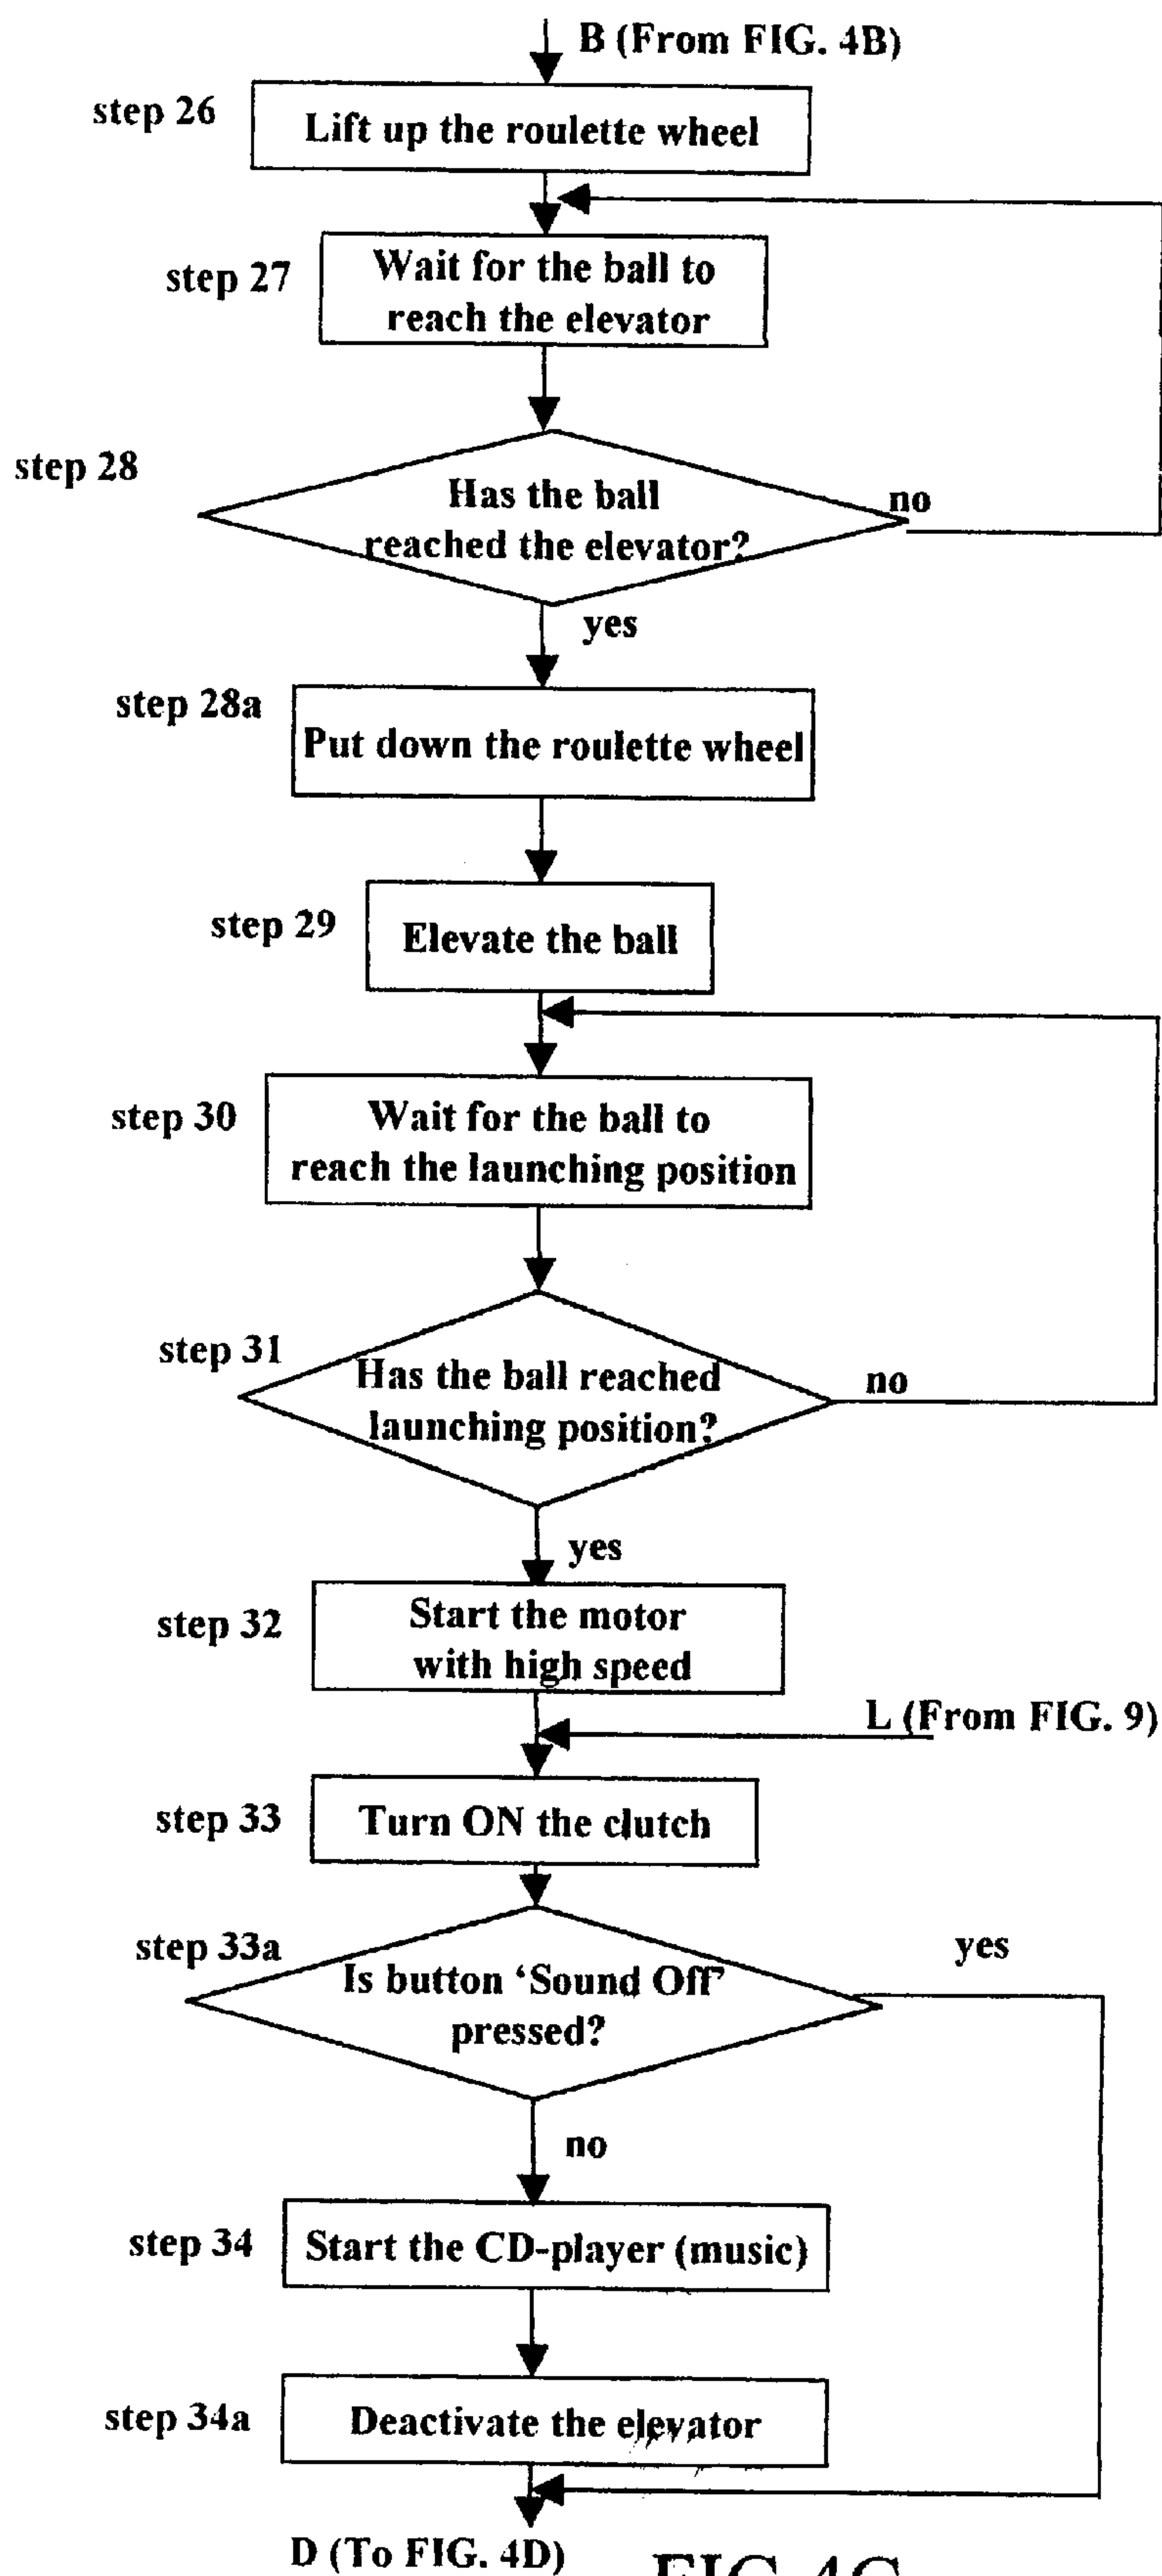 B (From FIG. 4B)
step 26
Lift up the roulette wheel
step 27
Wait for the ball to
reach the elevator
step 28
Has the ball
reached the elevator?
no
yes
step 28a
Put down the roulette wheel
step 29
Elevate the ball
step 30
Wait for the ball to
reach the launching position
step 31
Has the ball reached
launching position?
no
yes
step 32
Start the motor
with high speed
L (From FIG. 9)
step 33
Turn ON the clutch
step 33a
Is button ‘Sound Off’
pressed?
yes
no
step 34
Start the CD-player (music)
step 34a
Deactivate the elevator
D (To FIG. 4D)
FIG. 4C